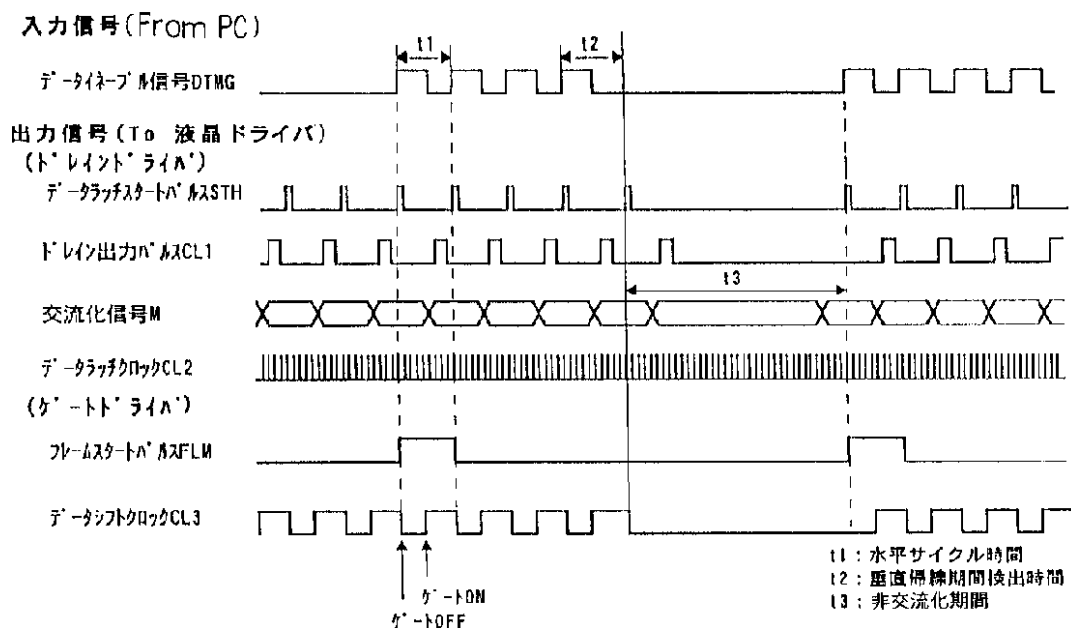 入力信号(From PC)
t1
t2
データイネーブル信号DTMG
出力信号(To 液晶ドライバ)
(ドレインドライバ)
データラッチスタートパルスSTH
ドレイン出力パルスCL1
t3
交流化信号M
データラッチクロックCL2
(ゲートドライバ)
フレームスタートパルスFLM
データシフトクロックCL3
t1:水平サイクル時間
t2:垂直帰線期間検出時間
t3:非交流化期間
ゲートON
ゲートOFF